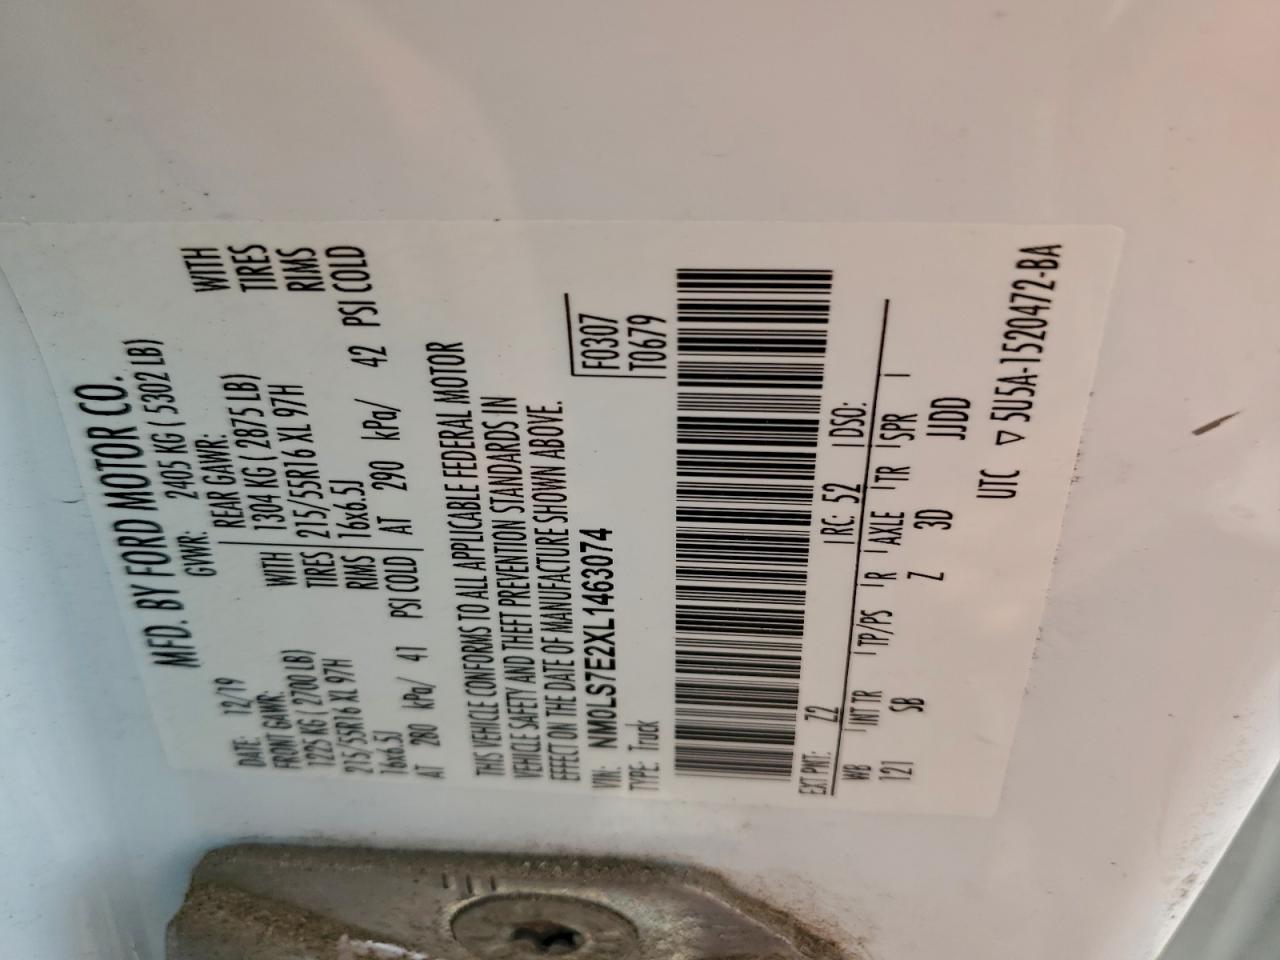 MFD. BY FORD MOTOR CO.
DATE: 12/19 GWR: 2405 KG ( 5302 LB)
FRONT GAWR: REAR GAWR:
1225 KG ( 2700 LB) WITH 1304 KG ( 2875 LB) WITH
215/55R16 XL 97H TIRES 215/55R16 XL 97H TIRES
16x6.5J RIMS 16x6.5J RIMS
AT 280 kPa/ 41 PSI COLD AT 290 kPa/ 42 PSI COLD
THIS VEHICLE CONFORMS TO ALL APPLICABLE FEDERAL MOTOR
VEHICLE SAFETY AND THEFT PREVENTION STANDARDS IN
EFFECT ON THE DATE OF MANUFACTURE SHOWN ABOVE.
VIN: NM0LS7E2XL1463074 F0307
TYPE: Truck T0679
EXT PNT: Z2 RC: 52 DSO:
WB INT TR TP/PS R AXLE TR SPR
121 SB Z 3D JJDD
UTC ▽ 5U5A-1520472-BA